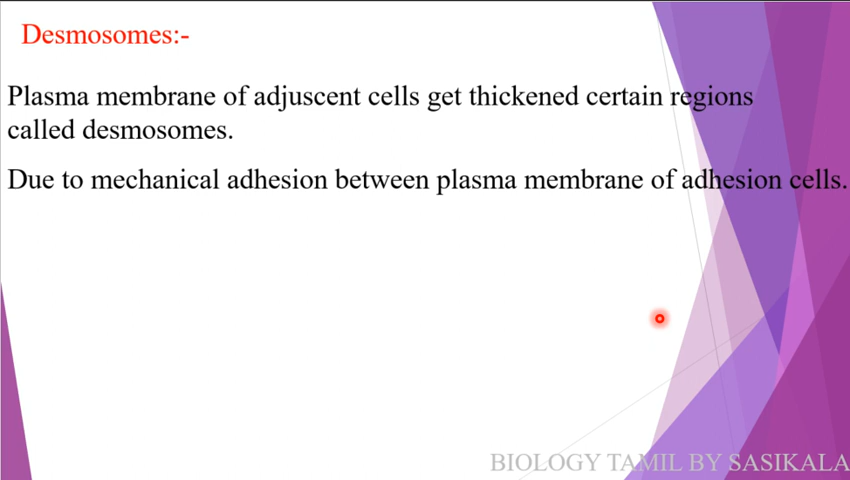 Desmosomes:-
Plasma membrane of adjuscent cells get thickened certain regions
called desmosomes.
Due to mechanical adhesion between plasma membrane of adhesion cells.
BIOLOGY TAMIL BY SASIKALA